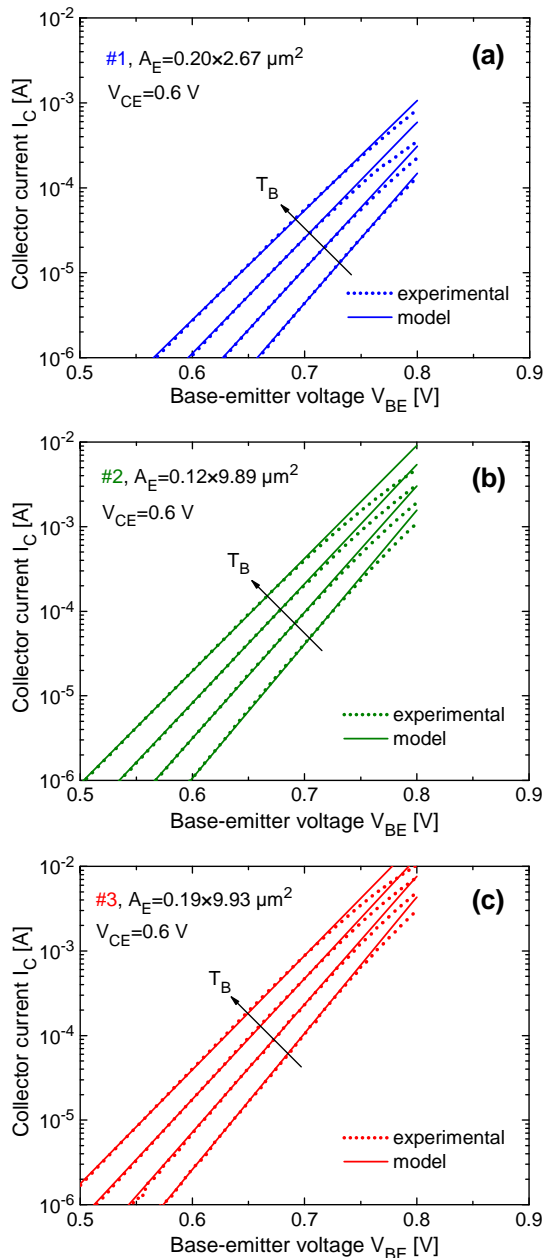 (a)
#1, A_E=0.20×2.67 µm²
V_CE=0.6 V
T_B
experimental
model
Collector current I_C [A]
10⁻²
10⁻³
10⁻⁴
10⁻⁵
10⁻⁶
0.5 0.6 0.7 0.8 0.9
Base-emitter voltage V_BE [V]
(b)
#2, A_E=0.12×9.89 µm²
V_CE=0.6 V
T_B
experimental
model
Collector current I_C [A]
10⁻²
10⁻³
10⁻⁴
10⁻⁵
10⁻⁶
0.5 0.6 0.7 0.8 0.9
Base-emitter voltage V_BE [V]
(c)
#3, A_E=0.19×9.93 µm²
V_CE=0.6 V
T_B
experimental
model
Collector current I_C [A]
10⁻²
10⁻³
10⁻⁴
10⁻⁵
10⁻⁶
0.5 0.6 0.7 0.8 0.9
Base-emitter voltage V_BE [V]